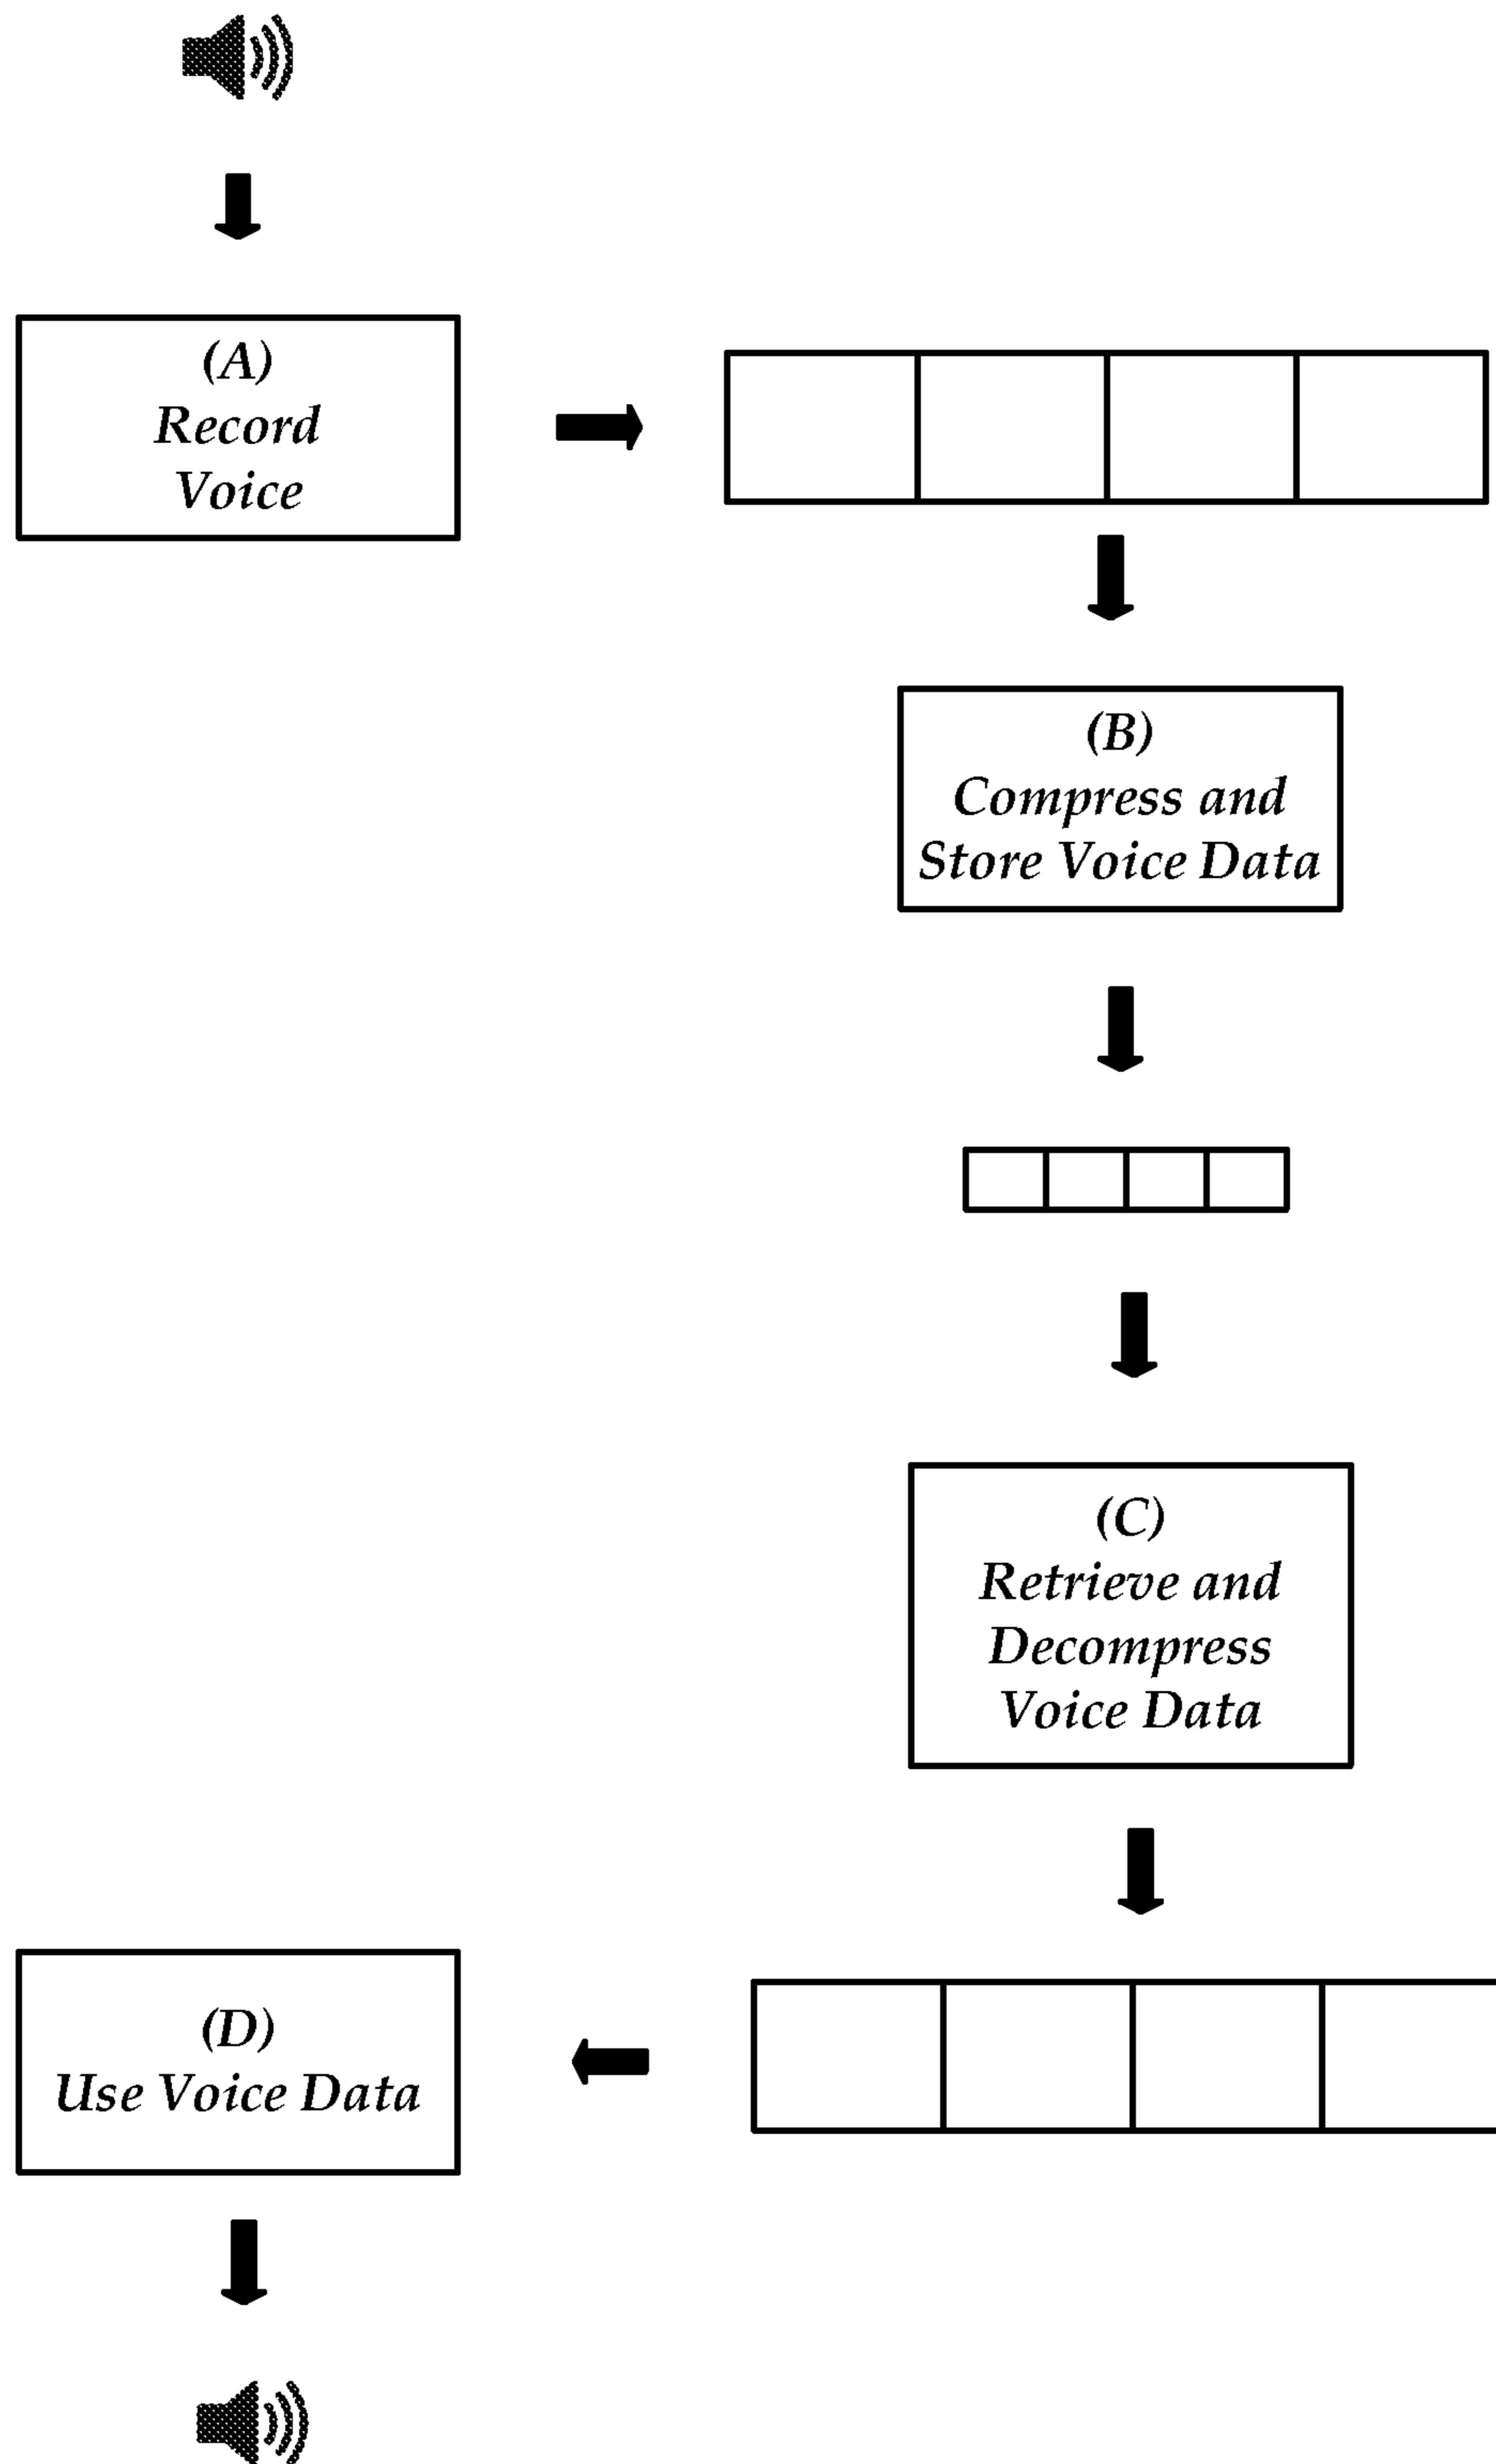 (A)
Record
Voice
(B)
Compress and
Store Voice Data
(C)
Retrieve and
Decompress
Voice Data
(D)
Use Voice Data